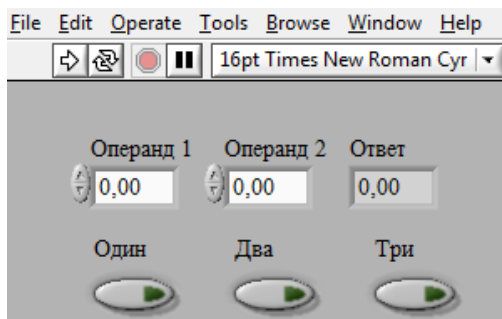 File Edit Operate Tools Browse Window Help
16pt Times New Roman Cyr
Операнд 1 Операнд 2 Ответ
0,00 0,00 0,00
Один Два Три